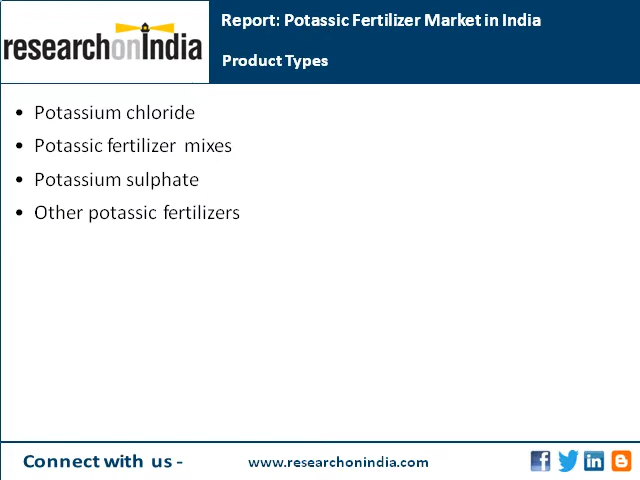 researchonindia
Report: Potassic Fertilizer Market in India
Product Types
• Potassium chloride
• Potassic fertilizer mixes
• Potassium sulphate
• Other potassic fertilizers
Connect with us -
www.researchonindia.com